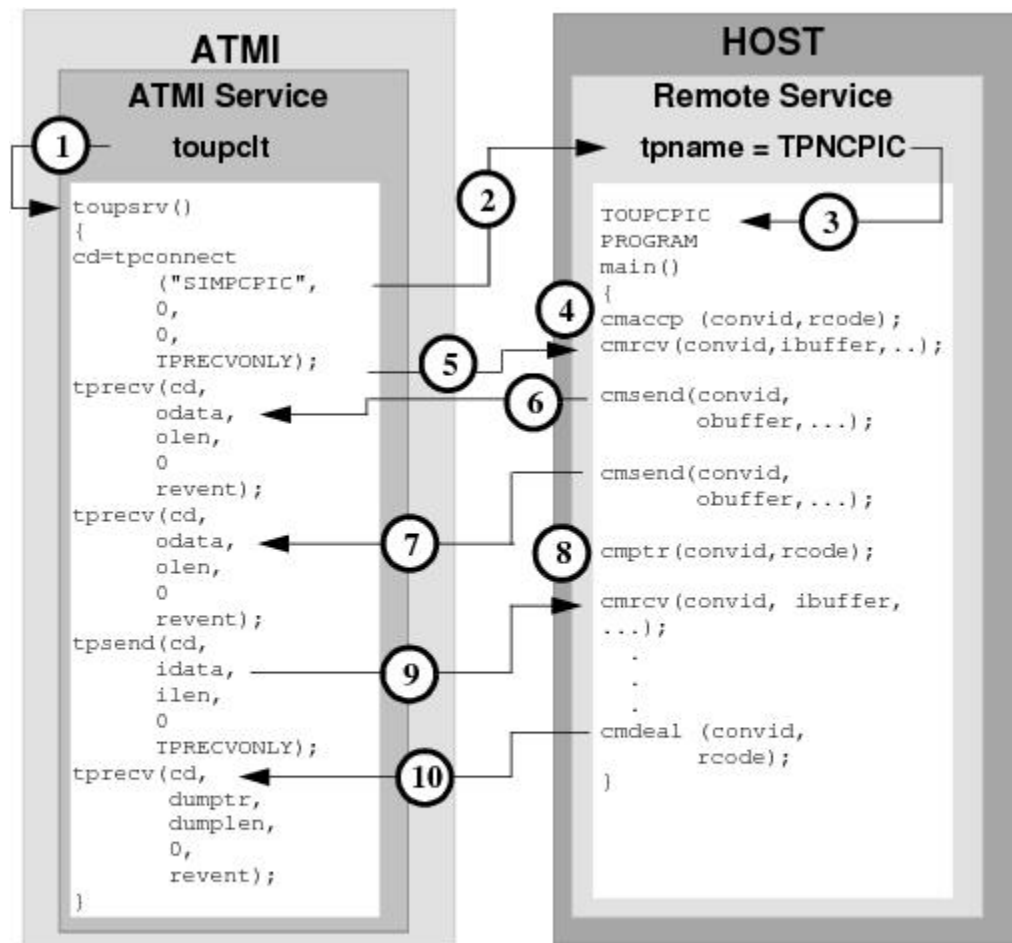 ATMI
ATMI Service
toupclt
1
toupsrv()
{
cd=tpconnect
("SIMPCPIC",
0,
0,
TPRECVONLY);
tprecv(cd,
odata,
olen,
0
revent);
tprecv(cd,
odata,
olen,
0
revent);
tpsend(cd,
idata,
ilen,
0
TPRECVONLY);
tprecv(cd,
dumptr,
dumplen,
0,
revent);
}
2
5
6
7
9
10
HOST
Remote Service
tpname = TPNCPIC
3
TOUPCPIC
PROGRAM
main()
{
4
cmaccp (convid,rcode);
cmrcv(convid,ibuffer,..);
cmsend(convid,
obuffer,...);
cmsend(convid,
obuffer,...);
8
cmptr(convid,rcode);
cmrcv(convid, ibuffer,
...);
.
.
.
cmdeal (convid,
rcode);
}